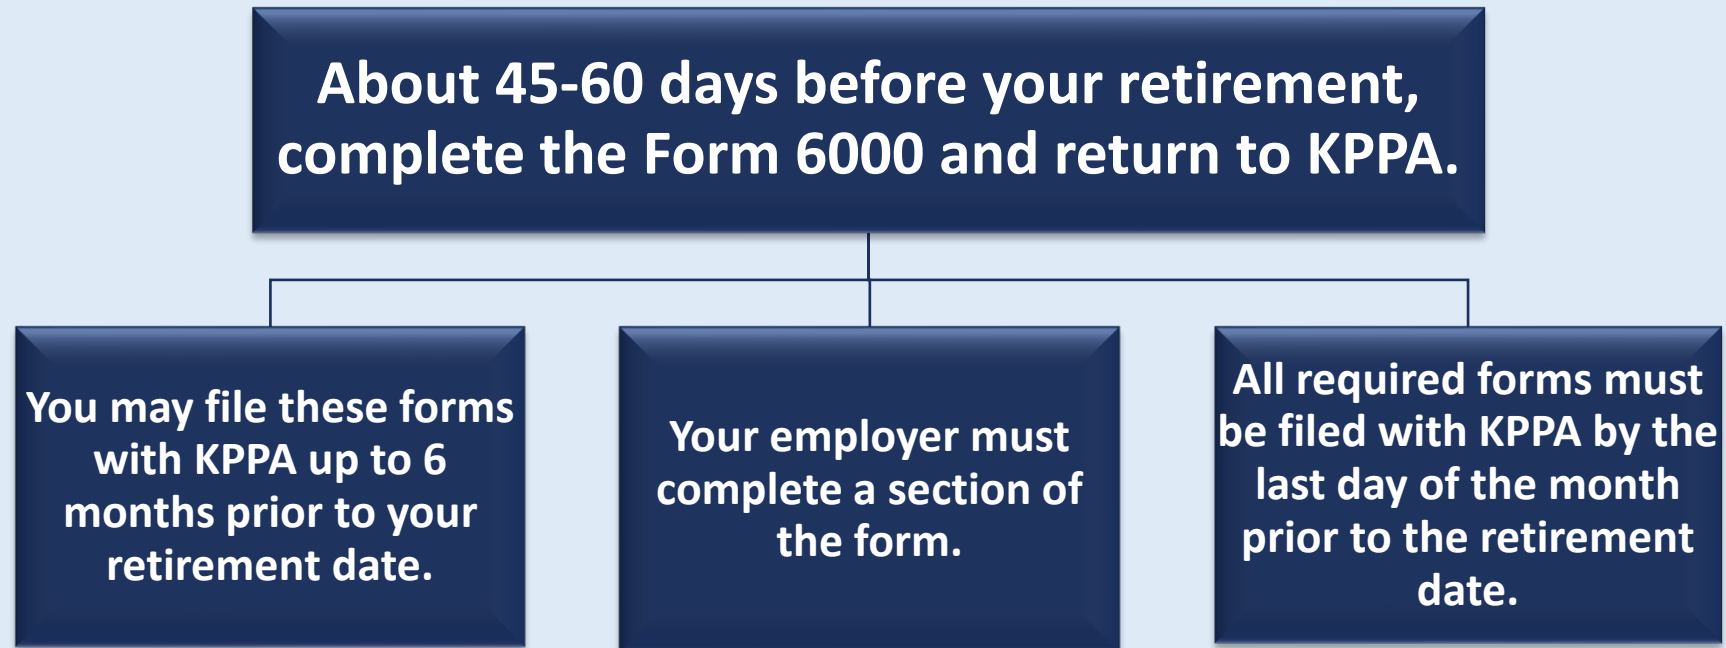 About 45-60 days before your retirement,
complete the Form 6000 and return to KPPA.
You may file these forms
with KPPA up to 6
months prior to your
retirement date.
Your employer must
complete a section of
the form.
All required forms must
be filed with KPPA by the
last day of the month
prior to the retirement
date.